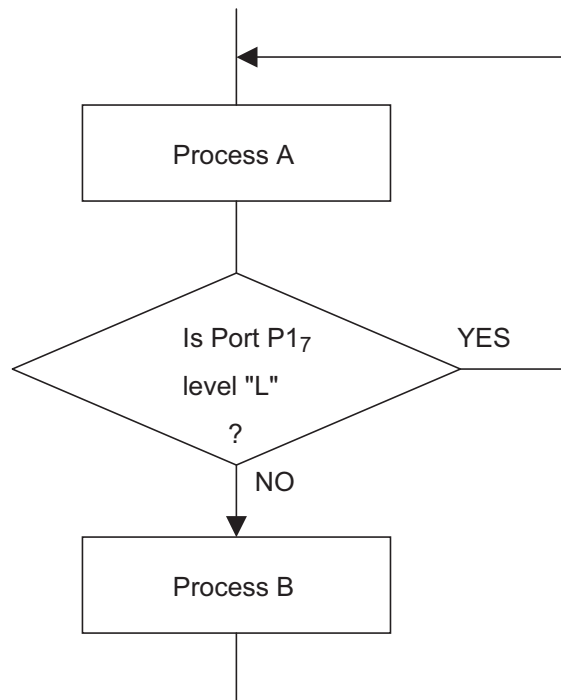 Process A
Is Port P1₇
YES
level "L"
?
NO
Process B